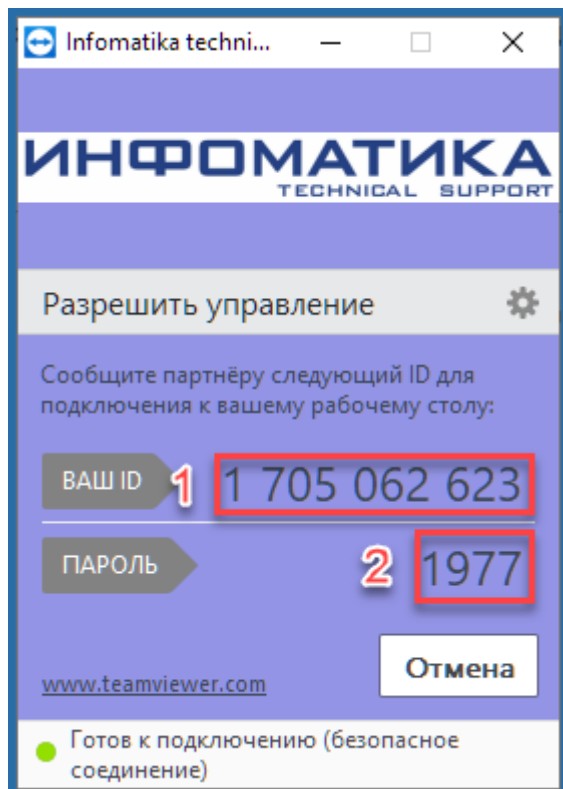 Infomatika techni...
ИНФОМАТИКА
TECHNICAL SUPPORT
Разрешить управление
Сообщите партнёру следующий ID для
подключения к вашему рабочему столу:
ВАШ ID 1 1 705 062 623
ПАРОЛЬ 2 1977
www.teamviewer.com Отмена
Готов к подключению (безопасное
соединение)